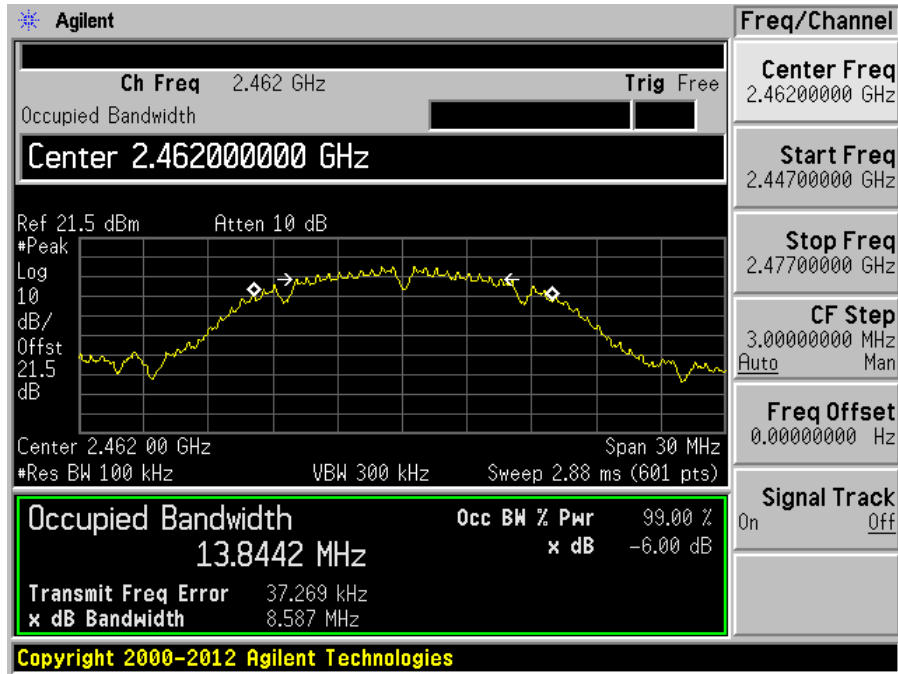 Agilent
Freq/Channel
Ch Freq 2.462 GHz Trig Free
Occupied Bandwidth
Center 2.462000000 GHz
Ref 21.5 dBm Atten 10 dB
#Peak
Log
10
dB/
Offst
21.5
dB
Center 2.462 00 GHz Span 30 MHz
#Res BW 100 kHz VBW 300 kHz Sweep 2.88 ms (601 pts)
Occupied Bandwidth Occ BW % Pwr 99.00 %
13.8442 MHz x dB -6.00 dB
Transmit Freq Error 37.269 kHz
x dB Bandwidth 8.587 MHz
Copyright 2000-2012 Agilent Technologies
Center Freq
2.46200000 GHz
Start Freq
2.44700000 GHz
Stop Freq
2.47700000 GHz
CF Step
3.00000000 MHz
Auto Man
Freq Offset
0.00000000 Hz
Signal Track
On Off